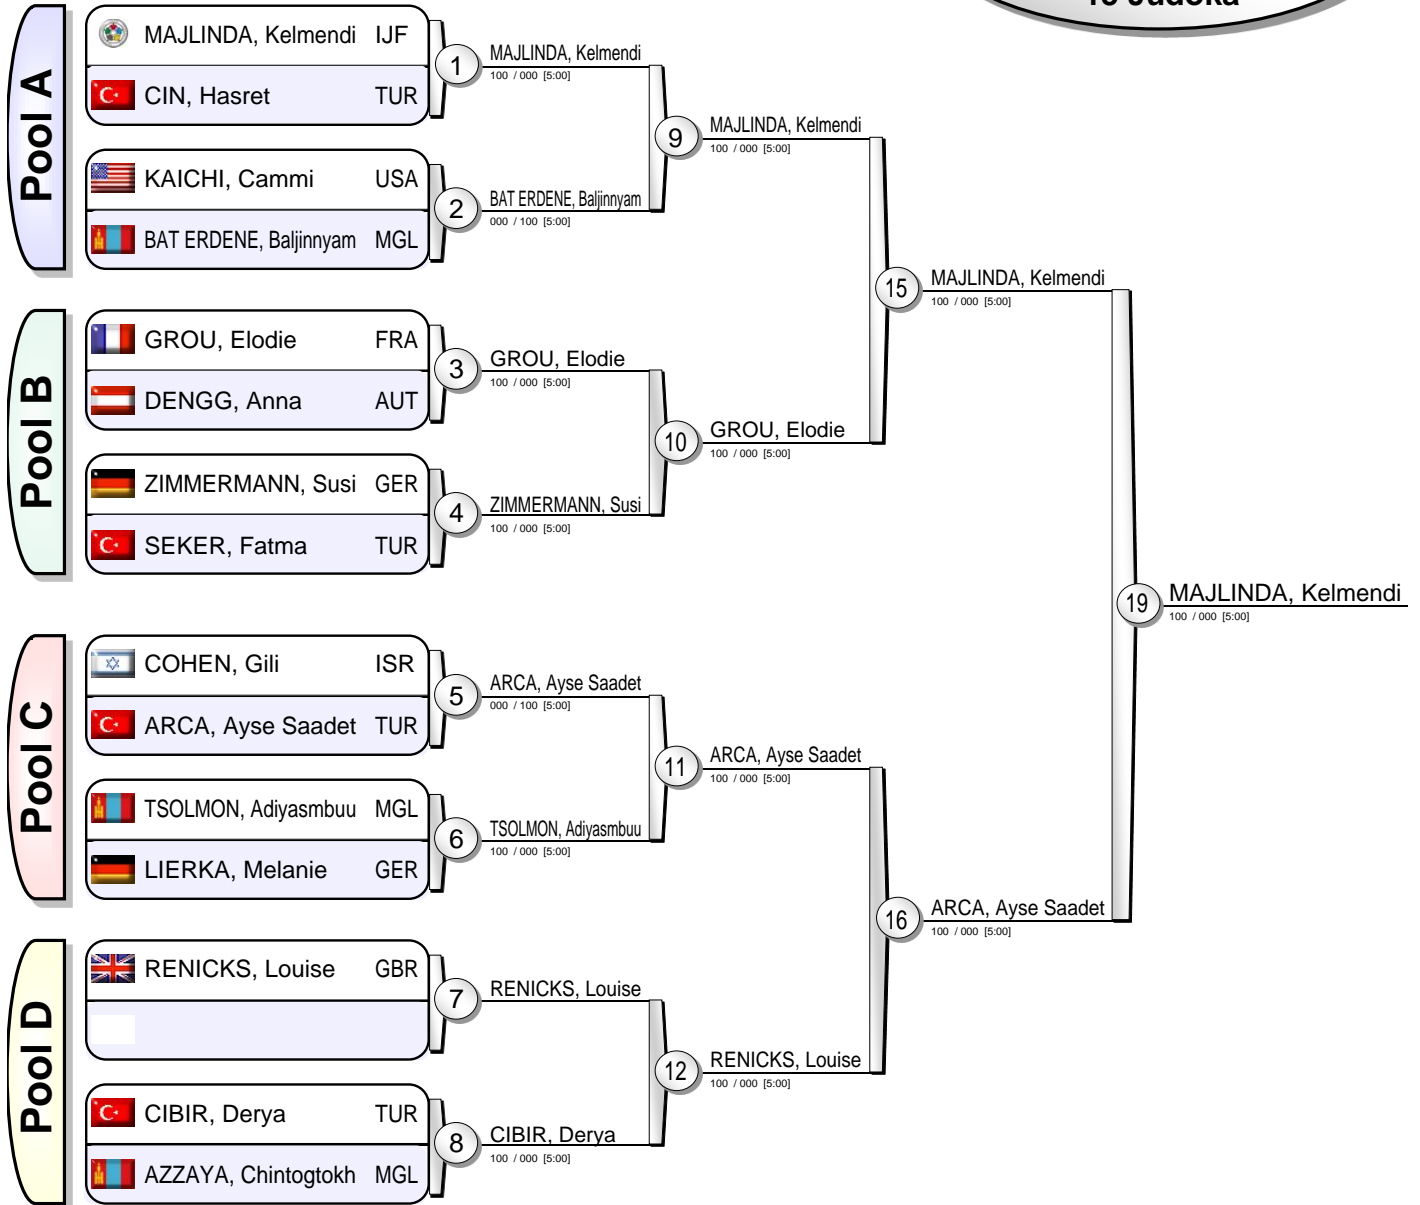 15 Judoka
Pool A
MAJLINDA, Kelmendi IJF
CIN, Hasret TUR
KAICHI, Cammi USA
BAT ERDENE, Baljinnyam MGL
Pool B
GROU, Elodie FRA
DENGG, Anna AUT
ZIMMERMANN, Susi GER
SEKER, Fatma TUR
Pool C
COHEN, Gili ISR
ARCA, Ayse Saadet TUR
TSOLMON, Adiyasmbuu MGL
LIERKA, Melanie GER
Pool D
RENICKS, Louise GBR
CIBIR, Derya TUR
AZZAYA, Chintogtokh MGL
1 MAJLINDA, Kelmendi
100 / 000 [5:00]
2 BAT ERDENE, Baljinnyam
000 / 100 [5:00]
3 GROU, Elodie
100 / 000 [5:00]
4 ZIMMERMANN, Susi
100 / 000 [5:00]
5 ARCA, Ayse Saadet
000 / 100 [5:00]
6 TSOLMON, Adiyasmbuu
100 / 000 [5:00]
7 RENICKS, Louise
8 CIBIR, Derya
100 / 000 [5:00]
9 MAJLINDA, Kelmendi
100 / 000 [5:00]
10 GROU, Elodie
100 / 000 [5:00]
11 ARCA, Ayse Saadet
100 / 000 [5:00]
12 RENICKS, Louise
100 / 000 [5:00]
15 MAJLINDA, Kelmendi
100 / 000 [5:00]
16 ARCA, Ayse Saadet
100 / 000 [5:00]
19 MAJLINDA, Kelmendi
100 / 000 [5:00]